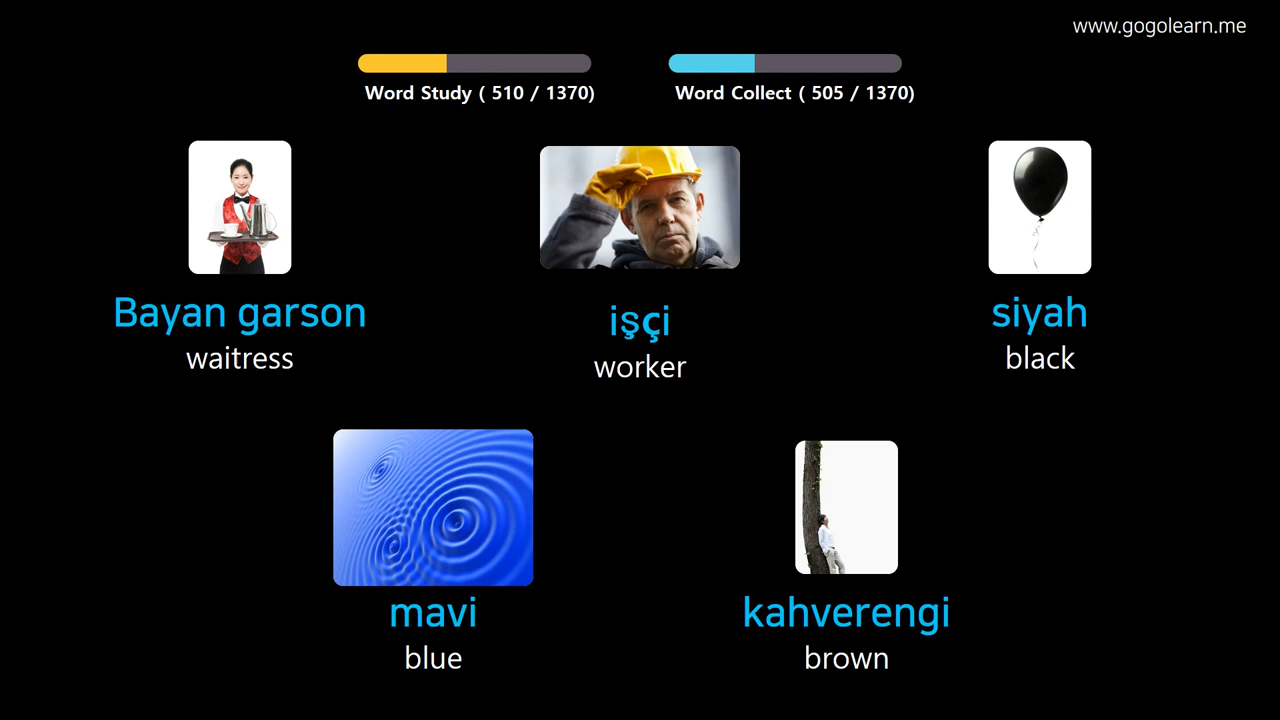 www.gogolearn.me
Word Study ( 510 / 1370)
Word Collect ( 505 / 1370)
Bayan garson
waitress
işçi
worker
siyah
black
mavi
blue
kahverengi
brown